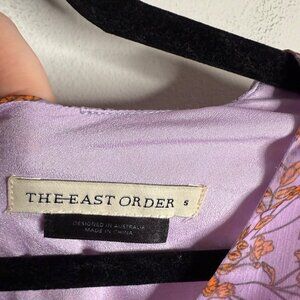 THE EAST ORDER S
DESIGNED IN AUSTRALIA
MADE IN CHINA